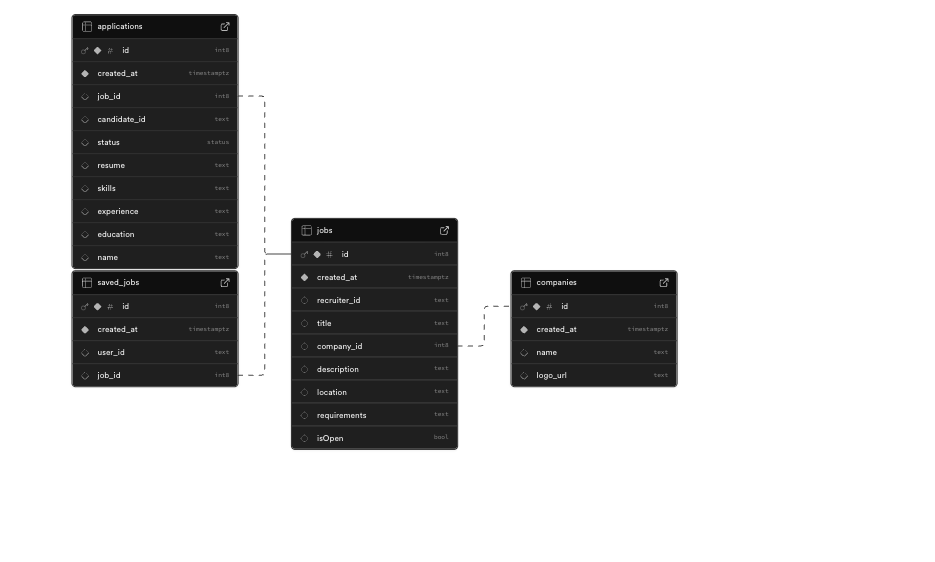 applications
# id int8
created_at timestamptz
job_id int8
candidate_id text
status status
resume text
skills text
experience text
education text
name text
saved_jobs
# id int8
created_at timestamptz
user_id text
job_id int8
jobs
# id int8
created_at timestamptz
recruiter_id text
title text
company_id int8
description text
location text
requirements text
isOpen bool
companies
# id int8
created_at timestamptz
name text
logo_url text